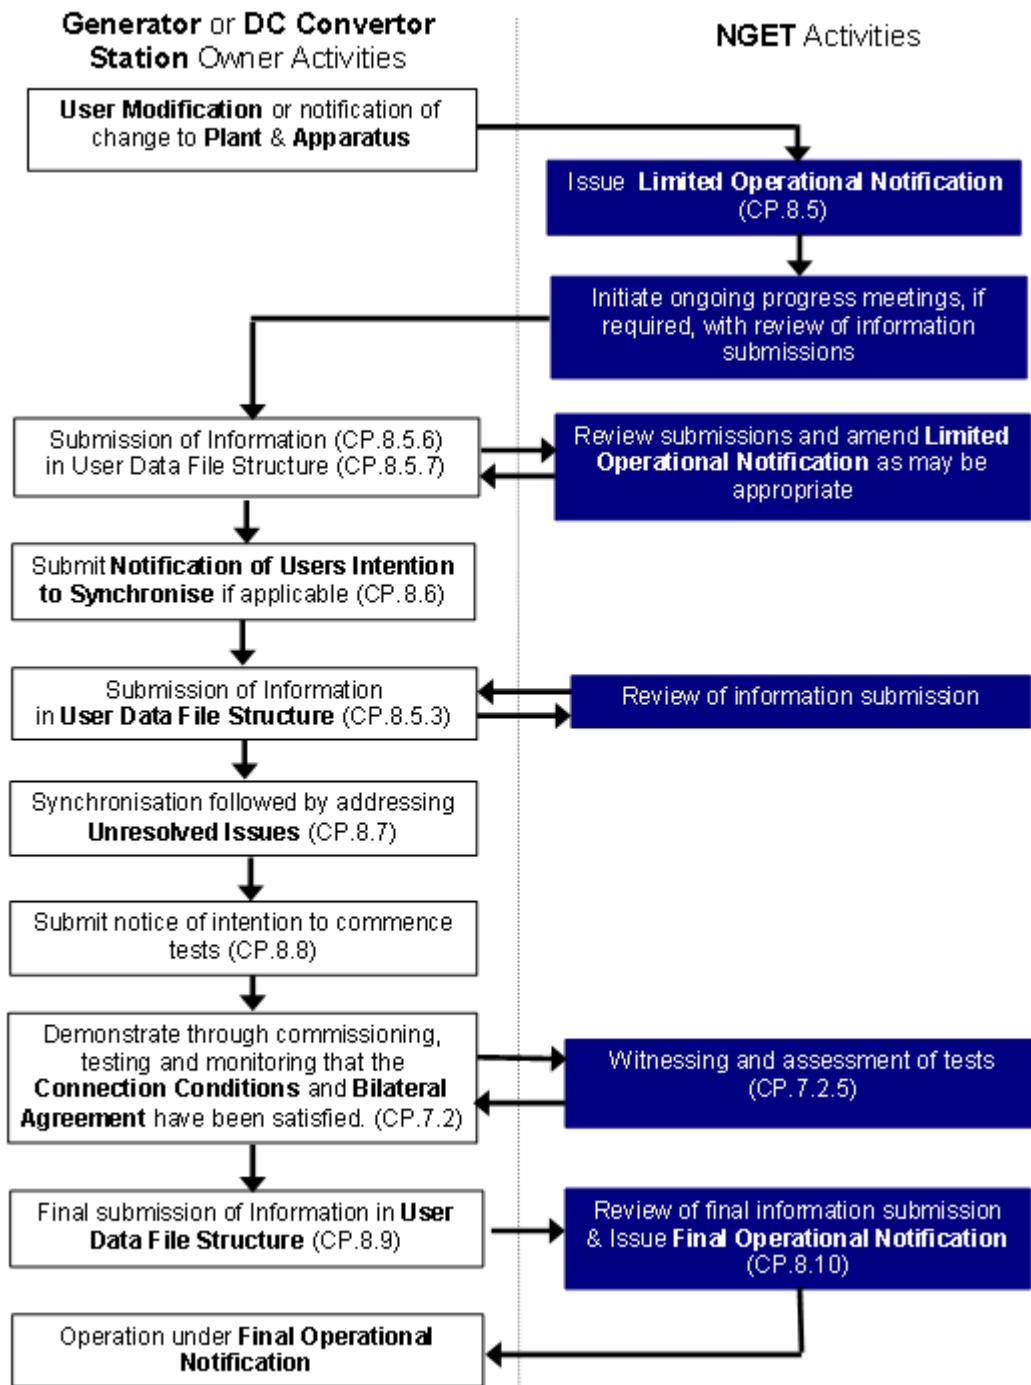 Generator or DC Convertor
Station Owner Activities
NGET Activities
User Modification or notification of
change to Plant & Apparatus
Issue Limited Operational Notification
(CP.8.5)
Initiate ongoing progress meetings, if
required, with review of information
submissions
Submission of Information (CP.8.5.6)
in User Data File Structure (CP.8.5.7)
Review submissions and amend Limited
Operational Notification as may be
appropriate
Submit Notification of Users Intention
to Synchronise if applicable (CP.8.6)
Submission of Information
in User Data File Structure (CP.8.5.3)
Review of information submission
Synchronisation followed by addressing
Unresolved Issues (CP.8.7)
Submit notice of intention to commence
tests (CP.8.8)
Demonstrate through commissioning,
testing and monitoring that the
Connection Conditions and Bilateral
Agreement have been satisfied. (CP.7.2)
Witnessing and assessment of tests
(CP.7.2.5)
Final submission of Information in User
Data File Structure (CP.8.9)
Review of final information submission
& Issue Final Operational Notification
(CP.8.10)
Operation under Final Operational
Notification